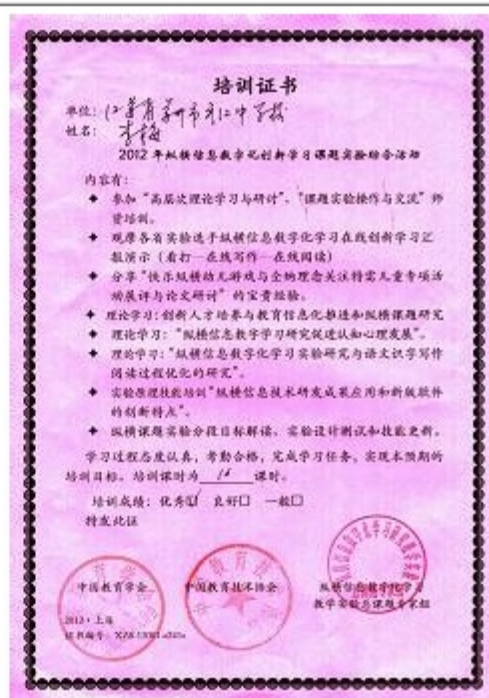 培训证书
单位：江苏省苏州市
姓名：李梅
2012 年纵横信息数字化创新学习课题实验结合活动
内容有：
◆ 参加“高层次理论学习与研讨”、“课题实验操作与交流”师
资培训。
◆ 观摩各省实验选手纵横信息数字化学习在线创新学习汇
报演示（看打—在线写作—在线阅读）
◆ 分享“快乐纵横幼儿游戏与全纳理念关注特需儿童专项活
动展评与论文研讨”的宝贵经验。
◆ 理论学习：创新人才培养与教育信息化推进和纵横课题研究
◆ 理论学习：“纵横信息数字学习研究促进认知心理发展”。
◆ 理论学习：“纵横信息数字化学习实验研究与语文识字写作
阅读过程优化的研究”。
◆ 实验原理技能培训“纵横信息技术研发成果应用和新版软件
的创新特点”。
◆ 纵横课题实验分段目标解读、实验设计测试和技能更新。
学习过程态度认真，考勤合格，完成学习任务，实现本预期的
培训目标。培训课时为 课时。
培训成绩：优秀☑ 良好□ 一般□
特发此证
中国教育学会 中国教育技术协会 纵横信息数字化学习
教学实验总课题专家组
2013·上海
证书编号：